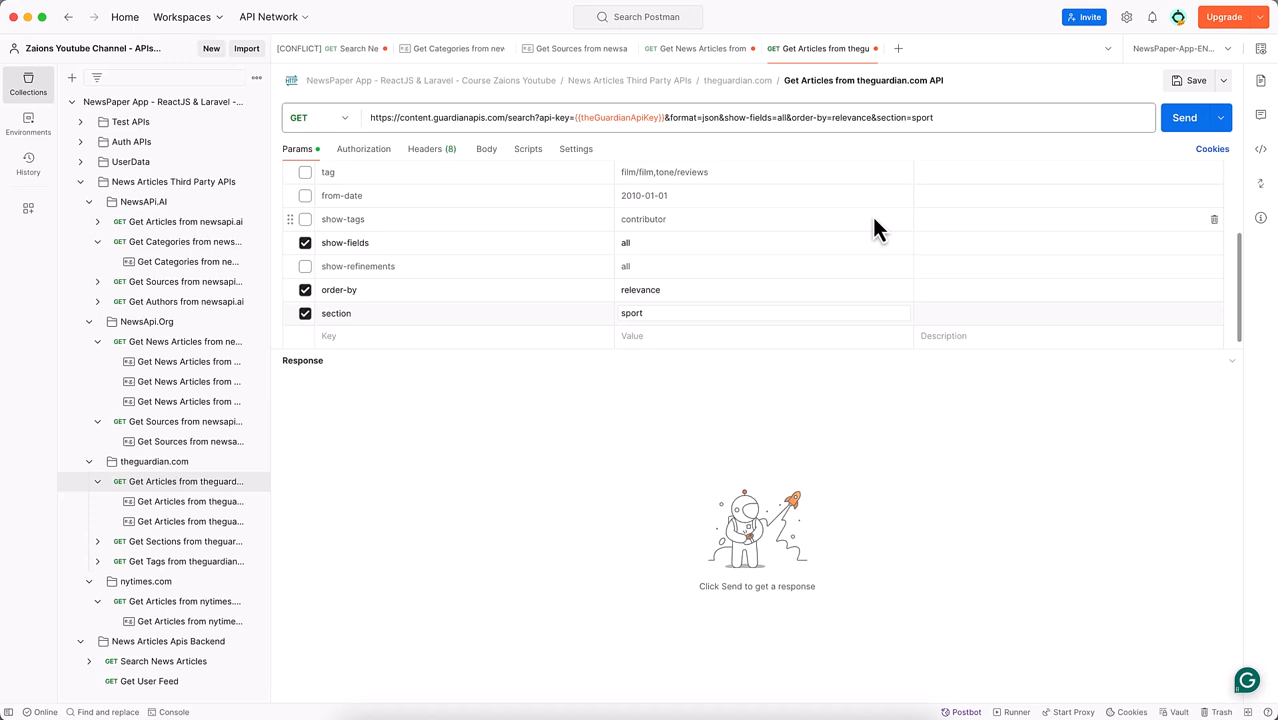 Home
Workspaces
API Network
Search Postman
Invite
Upgrade
Zaions Youtube Channel - APIs...
New
Import
[CONFLICT] GET Search Ne
Get Categories from nev
Get Sources from newsa
GET Get News Articles from
GET Get Articles from thegu
NewsPaper-App-EN...
Collections
Environments
History
NewsPaper App - ReactJS & Laravel -...
Test APIs
Auth APIs
UserData
News Articles Third Party APIs
NewsAPi.AI
GET Get Articles from newsapi.ai
GET Get Categories from news...
Get Categories from ne...
GET Get Sources from newsapi...
GET Get Authors from newsapi.ai
NewsApi.Org
GET Get News Articles from ne...
Get News Articles from ...
Get News Articles from ...
Get News Articles from ...
GET Get Sources from newsapi...
Get Sources from newsa...
theguardian.com
GET Get Articles from theguard...
Get Articles from thegua...
Get Articles from thegua...
GET Get Sections from theguar...
GET Get Tags from theguardian...
nytimes.com
GET Get Articles from nytimes....
Get Articles from nytime...
News Articles Apis Backend
GET Search News Articles
GET Get User Feed
HTTP NewsPaper App - ReactJS & Laravel - Course Zaions Youtube / News Articles Third Party APIs / theguardian.com / Get Articles from theguardian.com API
Save
GET
https://content.guardianapis.com/search?api-key={{theGuardianApiKey}}&format=json&show-fields=all&order-by=relevance&section=sport
Send
Params
Authorization
Headers (8)
Body
Scripts
Settings
Cookies
tag film/film,tone/reviews
from-date 2010-01-01
show-tags contributor
show-fields all
show-refinements all
order-by relevance
section sport
Key Value Description
Response
Click Send to get a response
Online
Find and replace
Console
Postbot
Runner
Start Proxy
Cookies
Vault
Trash